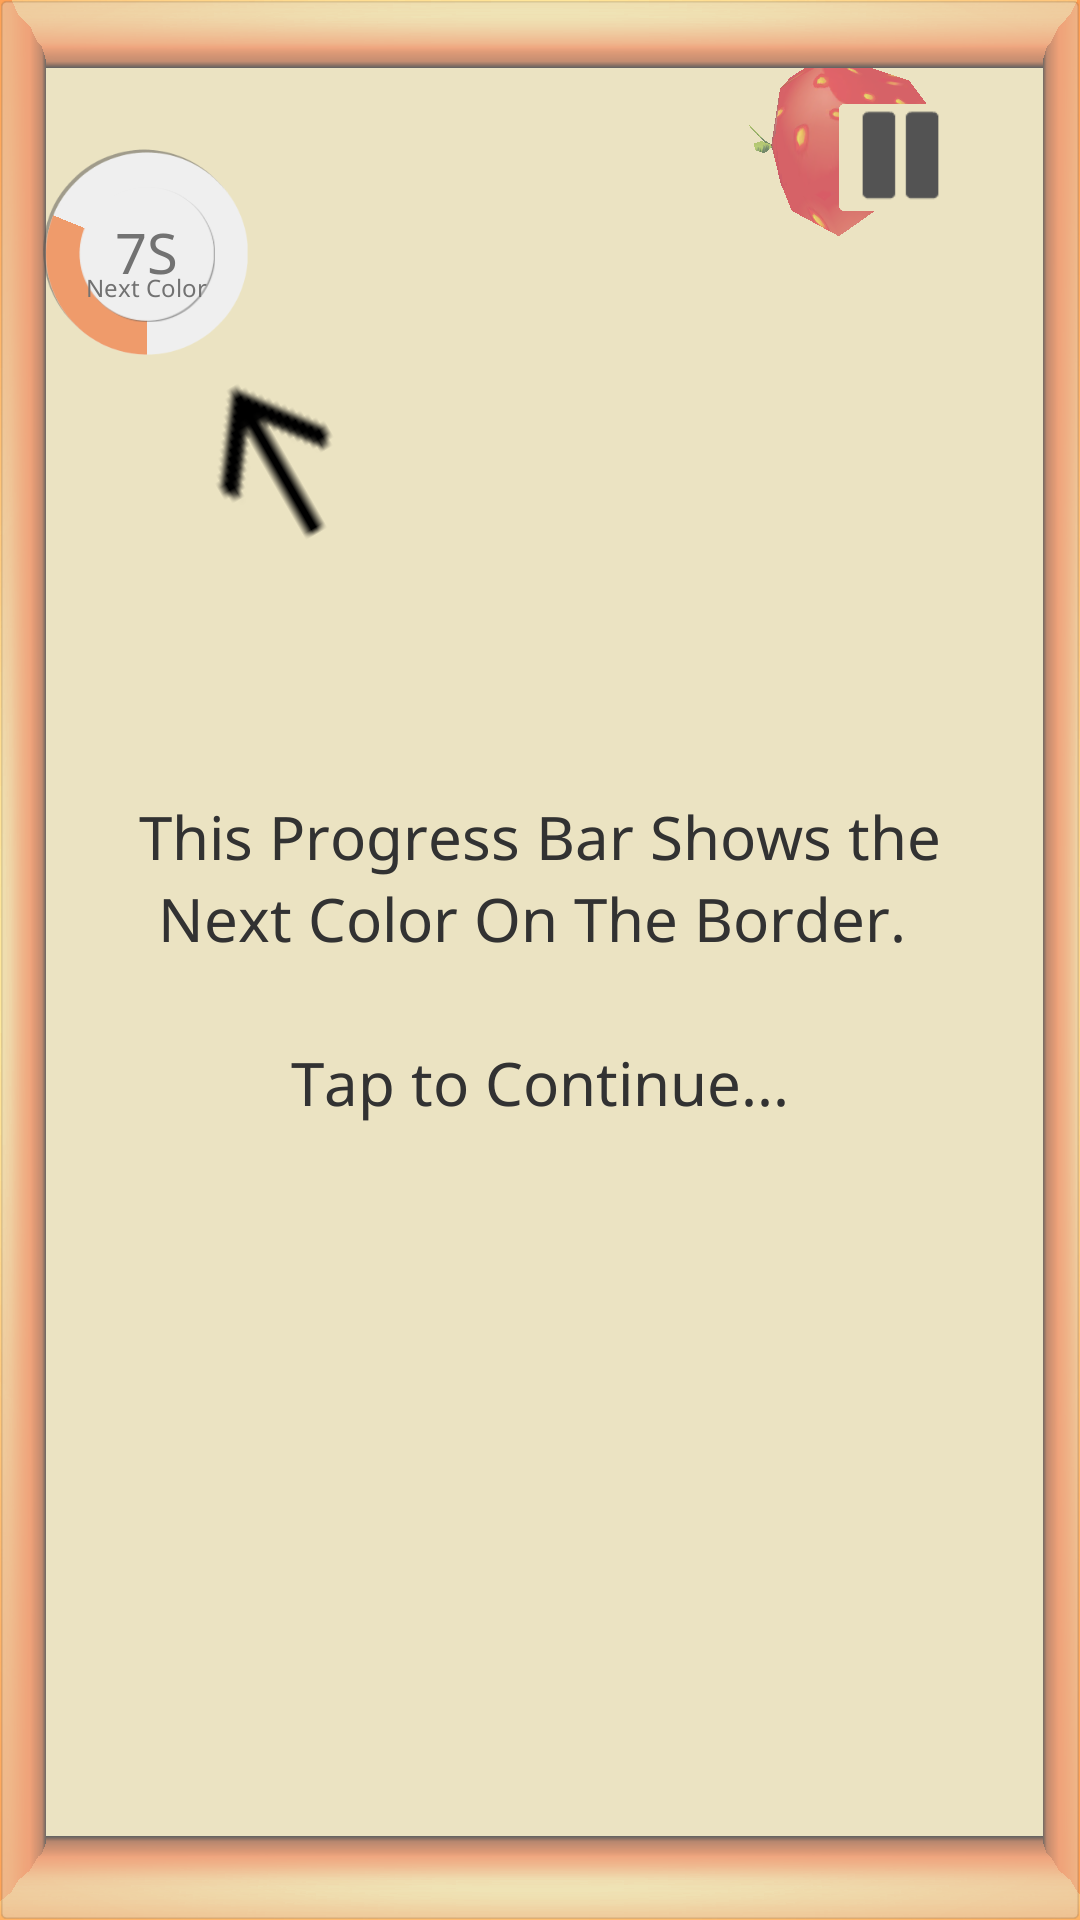 7S
Next Color
This Progress Bar Shows the
Next Color On The Border.
Tap to Continue...